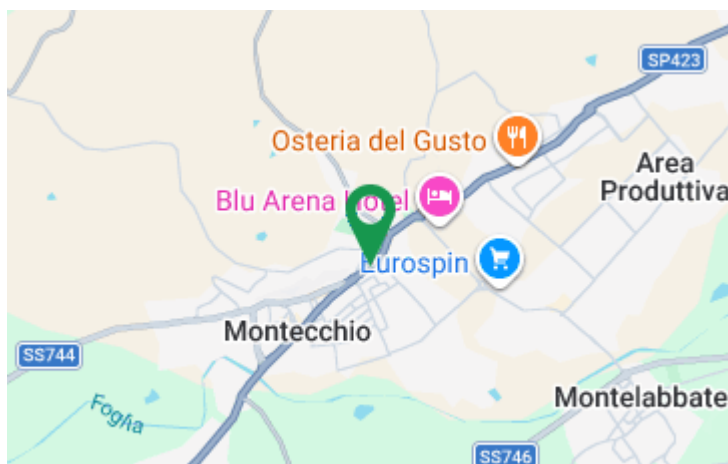 SP423
Osteria del Gusto
Area
Produttiva
Blu Arena Hotel
Eurospin
Montecchio
SS744
Montelabbate
Foglia
SS746